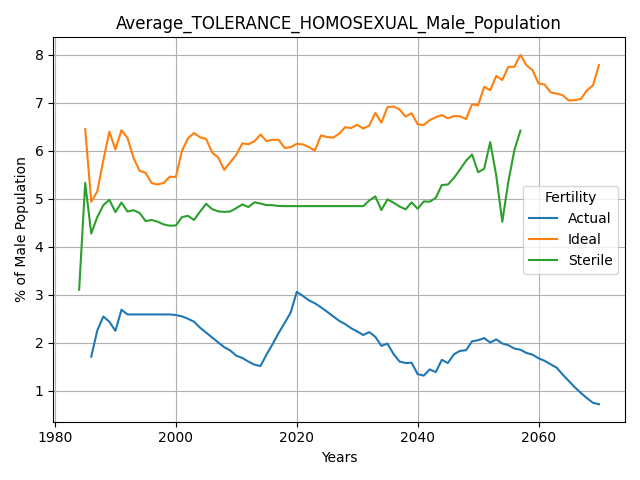 Average_TOLERANCE_HOMOSEXUAL_Male_Population
% of Male Population
8
7
6
5
4
3
2
1
Fertility
Actual
Ideal
Sterile
1980
2000
2020
2040
2060
Years